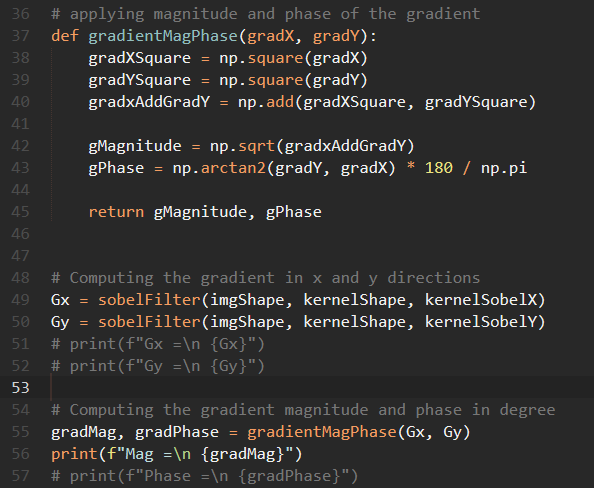 36 # applying magnitude and phase of the gradient
37 def gradientMagPhase(gradX, gradY):
38     gradXSquare = np.square(gradX)
39     gradYSquare = np.square(gradY)
40     gradxAddGradY = np.add(gradXSquare, gradYSquare)
41
42     gMagnitude = np.sqrt(gradxAddGradY)
43     gPhase = np.arctan2(gradY, gradX) * 180 / np.pi
44
45     return gMagnitude, gPhase
46
47
48 # Computing the gradient in x and y directions
49 Gx = sobelFilter(imgShape, kernelShape, kernelSobelX)
50 Gy = sobelFilter(imgShape, kernelShape, kernelSobelY)
51 # print(f"Gx =\n {Gx}")
52 # print(f"Gy =\n {Gy}")
53
54 # Computing the gradient magnitude and phase in degree
55 gradMag, gradPhase = gradientMagPhase(Gx, Gy)
56 print(f"Mag =\n {gradMag}")
57 # print(f"Phase =\n {gradPhase}")